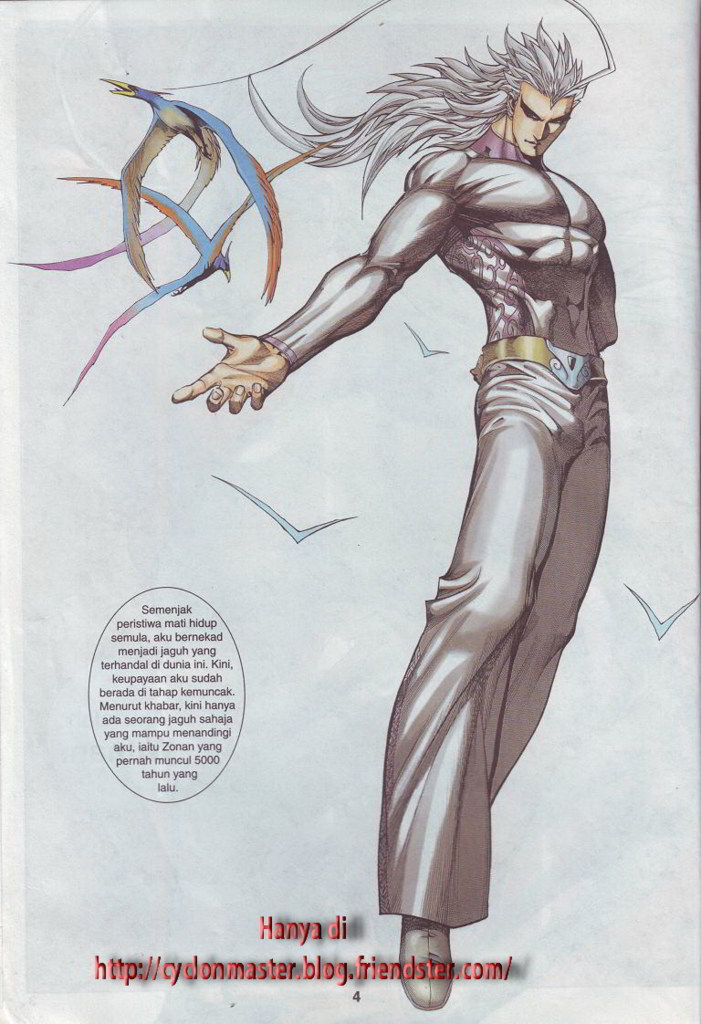 Semenjak
peristiwa mati hidup
semula, aku bernekad
menjadi jaguh yang
terhandal di dunia ini. Kini,
keupayaan aku sudah
berada di tahap kemuncak.
Menurut khabar, kini hanya
ada seorang jaguh sahaja
yang mampu menandingi
aku, iaitu Zonan yang
pernah muncul 5000
tahun yang
lalu.
Hanya di
http://cydonmaster.blog.friendster.com/
4